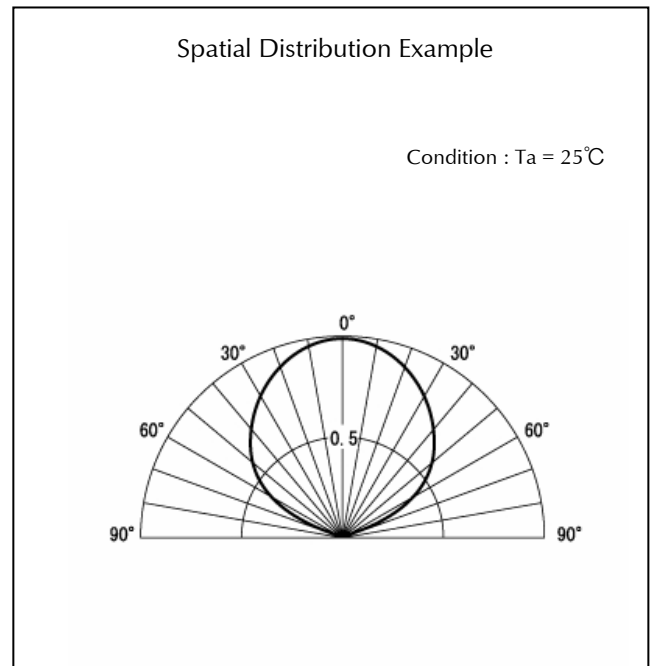 Spatial Distribution Example
Condition : Ta = 25℃
0°
30° 30°
60° 60°
0.5
90° 90°